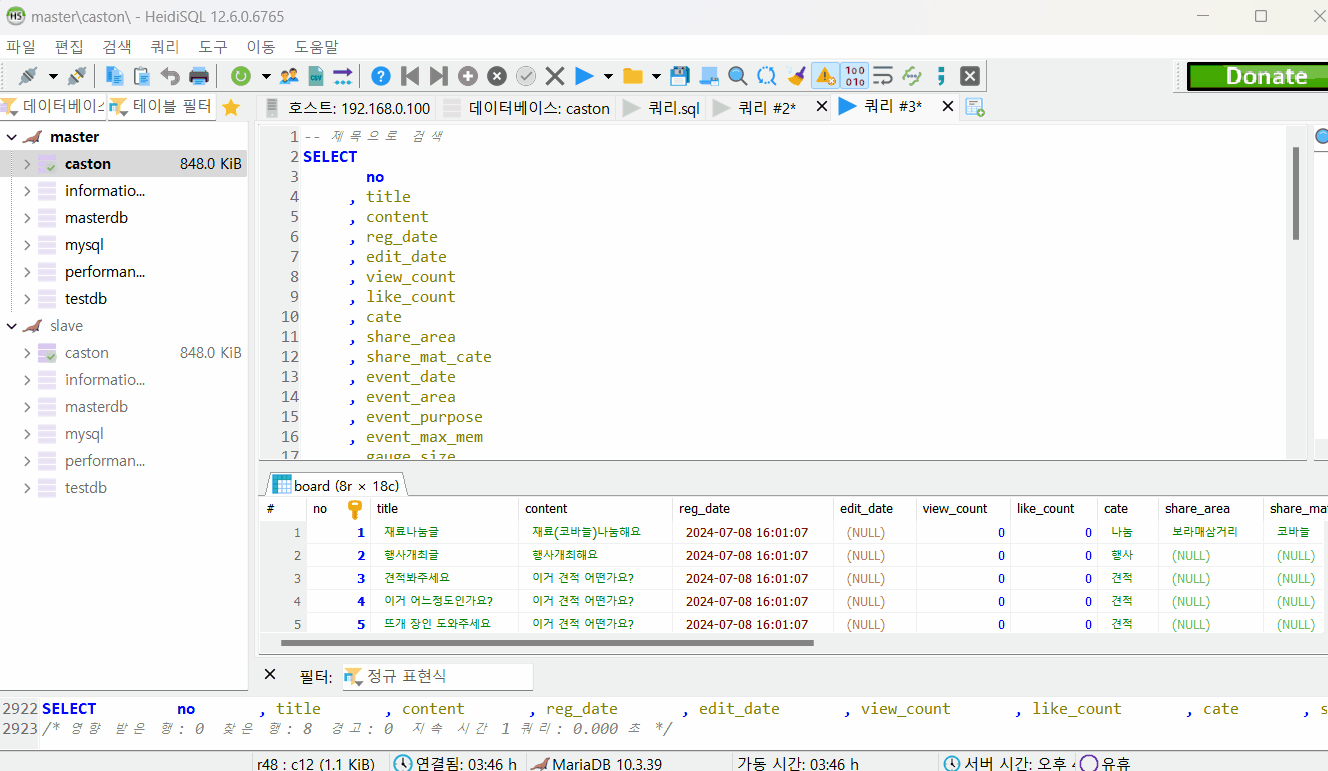 master\caston\ - HeidiSQL 12.6.0.6765
파일 편집 검색 쿼리 도구 이동 도움말
Donate
데이터베이스 테이블 필터 호스트: 192.168.0.100 데이터베이스: caston 쿼리.sql 쿼리 #2* 쿼리 #3*
master
caston 848.0 KiB
informatio...
masterdb
mysql
performan...
testdb
slave
caston 848.0 KiB
informatio...
masterdb
mysql
performan...
testdb
1 -- 제목으로 검색
2 SELECT
3 no
4 , title
5 , content
6 , reg_date
7 , edit_date
8 , view_count
9 , like_count
10 , cate
11 , share_area
12 , share_mat_cate
13 , event_date
14 , event_area
15 , event_purpose
16 , event_max_mem
17 gauge_size
board (8r × 18c)
# no title content reg_date edit_date view_count like_count cate share_area share_mat
1 1 재료나눔글 재료(코바늘)나눔해요 2024-07-08 16:01:07 (NULL) 0 0 나눔 보라매삼거리 코바늘
2 2 행사개최글 행사개최해요 2024-07-08 16:01:07 (NULL) 0 0 행사 (NULL) (NULL)
3 3 견적봐주세요 이거 견적 어떤가요? 2024-07-08 16:01:07 (NULL) 0 0 견적 (NULL) (NULL)
4 4 이거 어느정도인가요? 이거 견적 어떤가요? 2024-07-08 16:01:07 (NULL) 0 0 견적 (NULL) (NULL)
5 5 뜨개 장인 도와주세요 이거 견적 어떤가요? 2024-07-08 16:01:07 (NULL) 0 0 견적 (NULL) (NULL)
필터: 정규 표현식
2922 SELECT no , title , content , reg_date , edit_date , view_count , like_count , cate , s
2923 /* 영향 받은 행: 0 찾은 행: 8 경고: 0 지속 시간 1 쿼리: 0.000 초 */
r48 : c12 (1.1 KiB) 연결됨: 03:46 h MariaDB 10.3.39 가동 시간: 03:46 h 서버 시간: 오후 4 유휴